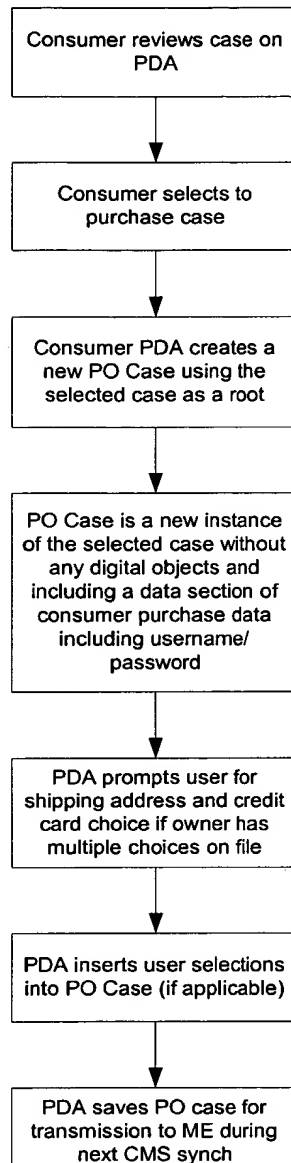 Consumer reviews case on
PDA
Consumer selects to
purchase case
Consumer PDA creates a
new PO Case using the
selected case as a root
PO Case is a new instance
of the selected case without
any digital objects and
including a data section of
consumer purchase data
including username/
password
PDA prompts user for
shipping address and credit
card choice if owner has
multiple choices on file
PDA inserts user selections
into PO Case (if applicable)
PDA saves PO case for
transmission to ME during
next CMS synch